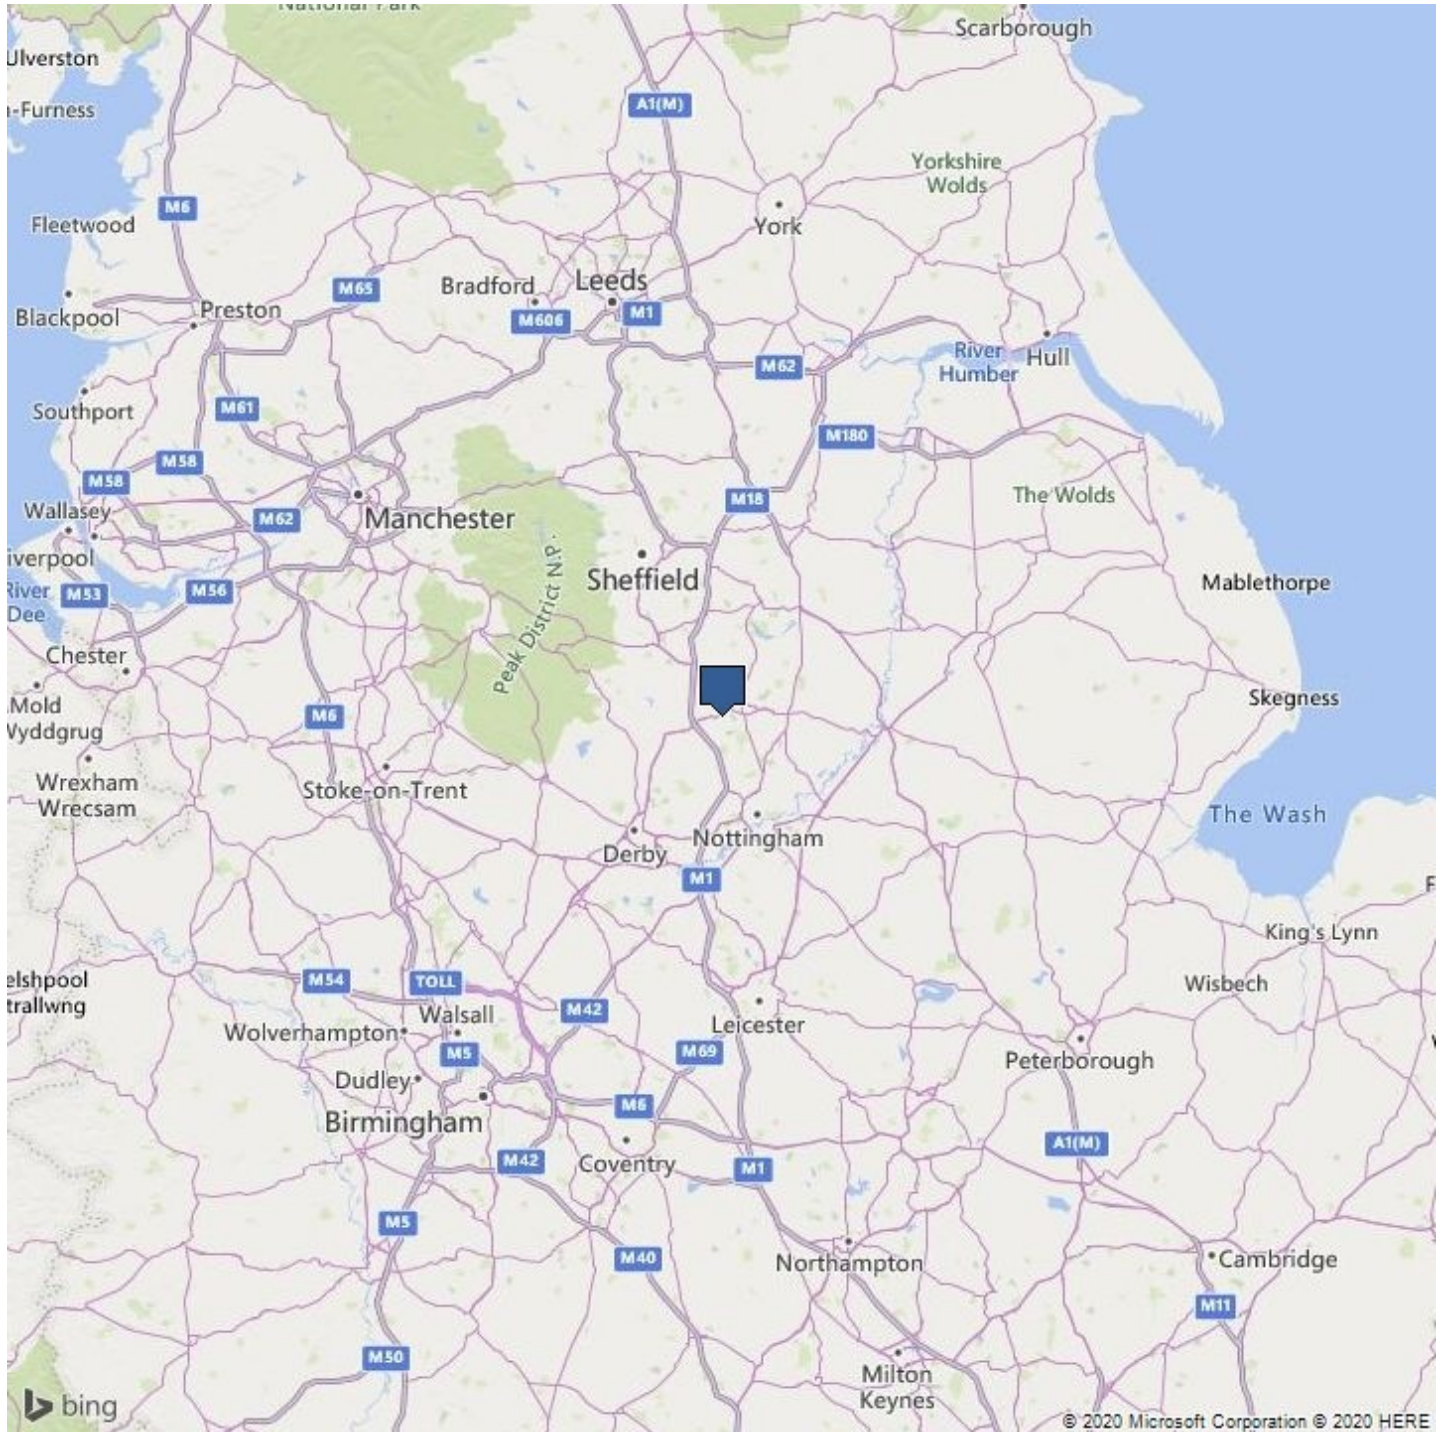 National Park
Scarborough
Ulverston
-Furness
A1(M)
Yorkshire
Wolds
M6
Fleetwood
York
Bradford
Leeds
M65
Preston
M606
M1
Blackpool
River
Humber
Hull
M62
Southport
M61
M180
M58
M58
The Wolds
M18
Wallasey
M62
Manchester
iverpool
Sheffield
Peak District N.P.
River
Dee
M53
M56
Mablethorpe
Chester
Mold
Wyddgrug
M6
Skegness
Wrexham
Wrecsam
Stoke-on-Trent
The Wash
Nottingham
Derby
M1
F
King's Lynn
elshpool
trallwng
M54
TOLL
Wisbech
M42
Walsall
Wolverhampton
Leicester
M5
M69
Peterborough
Dudley
M6
Birmingham
A1(M)
M42
Coventry
M1
M5
M40
Northampton
Cambridge
M11
M50
Milton
Keynes
bing
© 2020 Microsoft Corporation © 2020 HERE